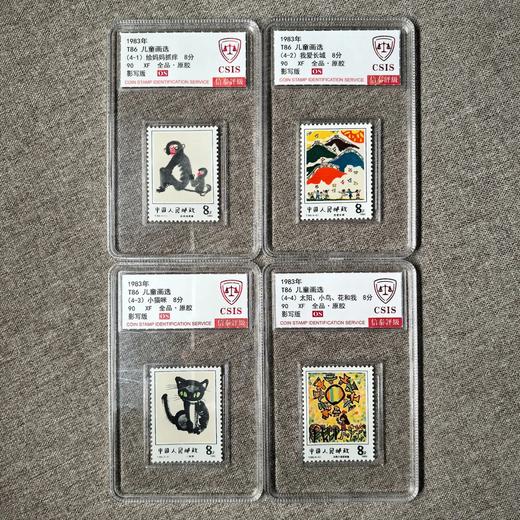 1983年
T86 儿童画选
(4-1) 给妈妈抓痒 8分
90 XF 全品·原胶
影写版 OS
CSIS
COIN STAMP IDENTIFICATION SERVICE
信泰评级
8分
中国人民邮政
1983年
T86 儿童画选
(4-2) 我爱长城 8分
90 XF 全品·原胶
影写版 OS
CSIS
COIN STAMP IDENTIFICATION SERVICE
信泰评级
8分
中国人民邮政
1983年
T86 儿童画选
(4-3) 小猫咪 8分
90 XF 全品·原胶
影写版 OS
CSIS
COIN STAMP IDENTIFICATION SERVICE
信泰评级
8分
中国人民邮政
1983年
T86 儿童画选
(4-4) 太阳、小鸟、花和我 8分
90 XF 全品·原胶
影写版 OS
CSIS
COIN STAMP IDENTIFICATION SERVICE
信泰评级
8分
中国人民邮政